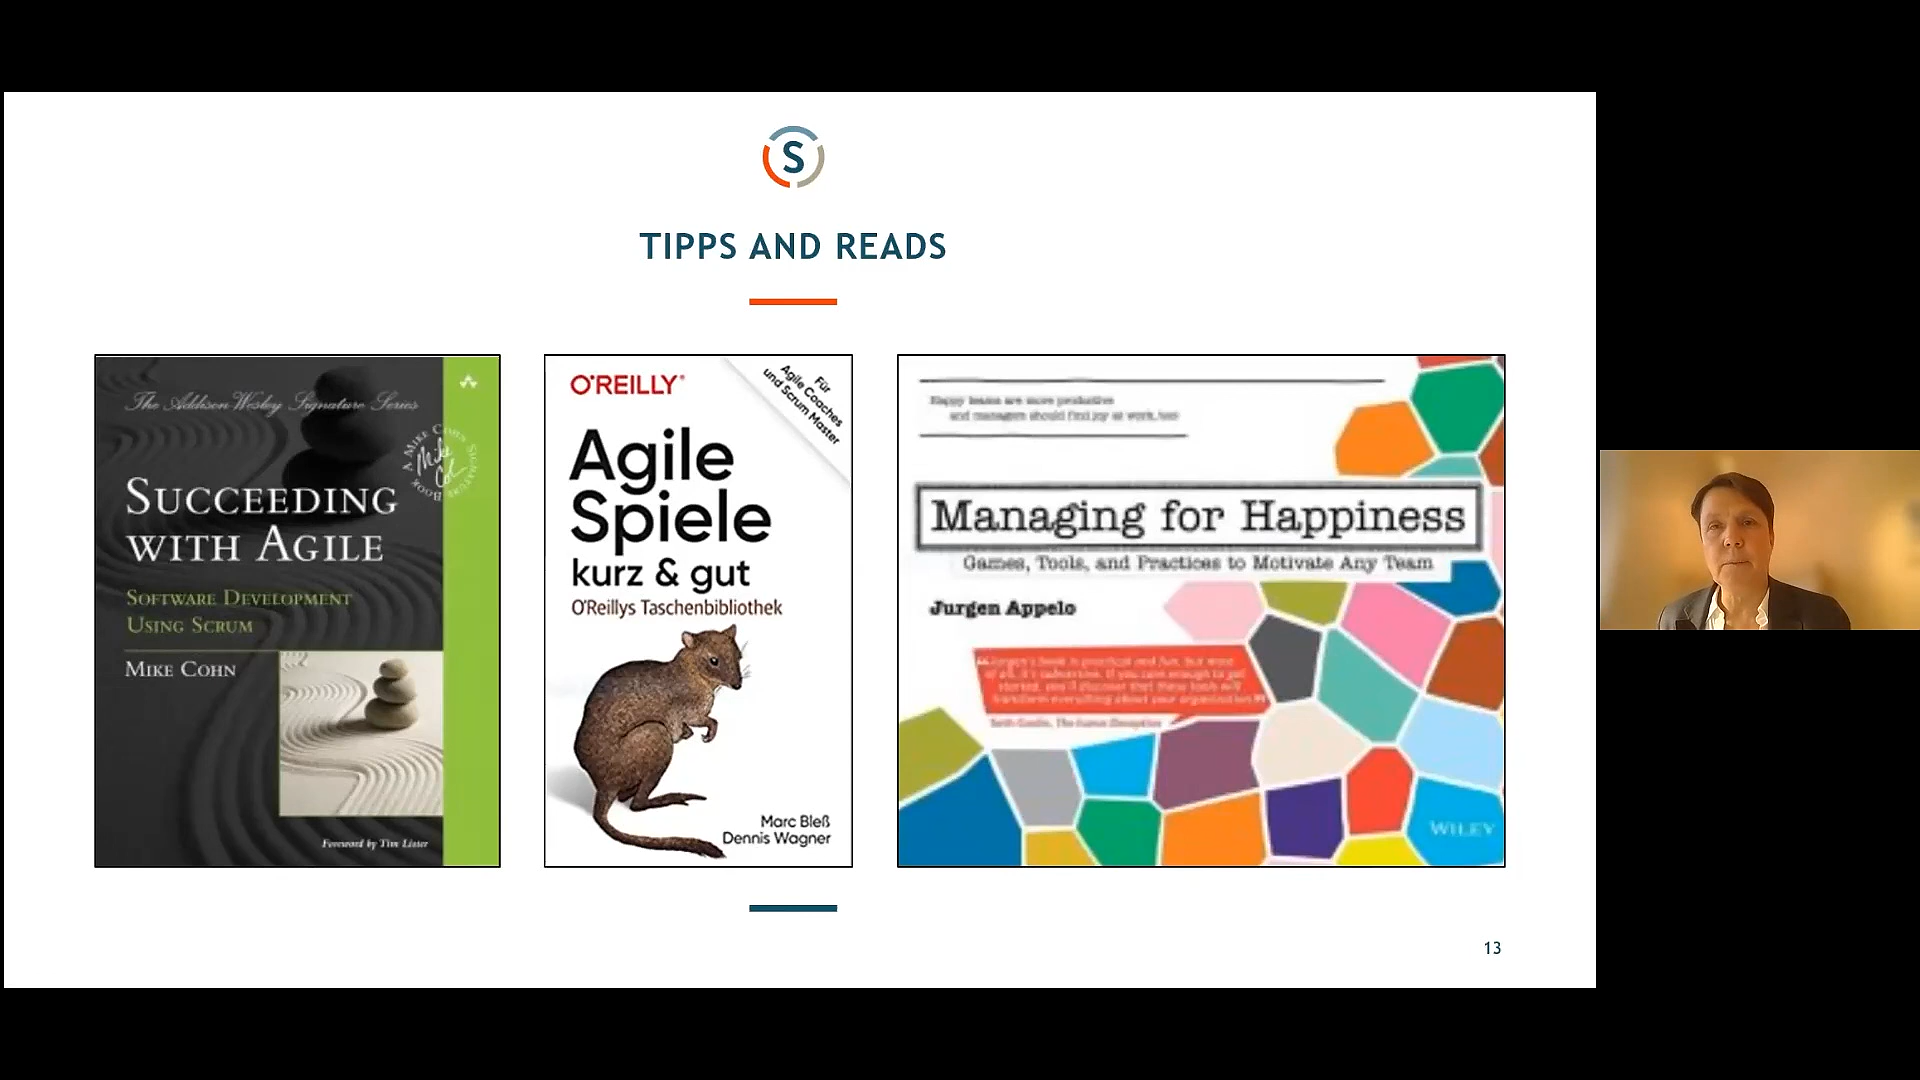 S
TIPPS AND READS
The Addison-Wesley Signature Series
A MIKE COHN SIGNATURE BOOK
Mike
SUCCEEDING
WITH AGILE
SOFTWARE DEVELOPMENT
USING SCRUM
MIKE COHN
Foreword by Tim Lister
O'REILLY®
Für
Agile Coaches
und Scrum Master
Agile
Spiele
kurz & gut
O'Reillys Taschenbibliothek
Marc Bleß
Dennis Wagner
Happy teams are more productive
and managers should find joy at work, too!
Managing for Happiness
Games, Tools, and Practices to Motivate Any Team
Jurgen Appelo
WILEY
13